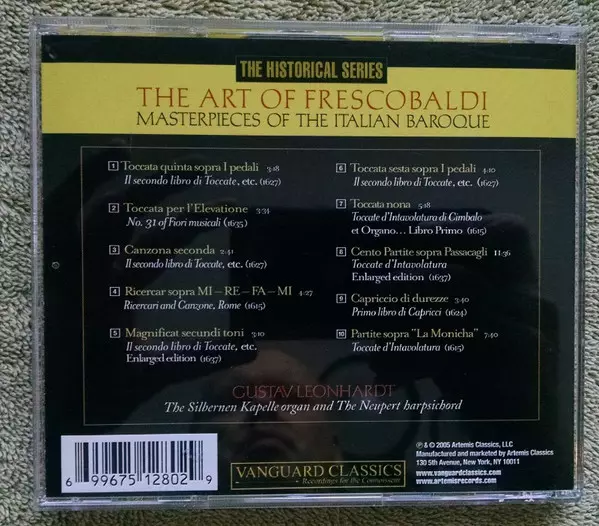 THE HISTORICAL SERIES
THE ART OF FRESCOBALDI
MASTERPIECES OF THE ITALIAN BAROQUE
1 Toccata quinta sopra I pedali 3:18
Il secondo libro di Toccate, etc. (1627)
2 Toccata per l'Elevatione 3:34
No. 31 of Fiori musicali (1635)
3 Canzona seconda 2:41
Il secondo libro di Toccate, etc. (1627)
4 Ricercar sopra MI – RE – FA – MI 4:27
Ricercari and Canzone, Rome (1615)
5 Magnificat secundi toni 3:10
Il secondo libro di Toccate, etc.
Enlarged edition (1637)
6 Toccata sesta sopra I pedali 4:10
Il secondo libro di Toccate, etc. (1627)
7 Toccata nona 5:18
Toccate d'Intavolatura di Cimbalo
et Organo... Libro Primo (1615)
8 Cento Partite sopra Passacagli 11:36
Toccate d'Intavolatura
Enlarged edition (1637)
9 Capriccio di durezze 3:40
Primo libro di Capricci (1624)
10 Partite sopra "La Monicha" 7:40
Toccate d'Intavolatura (1615)
GUSTAV LEONHARDT
The Silbernen Kapelle organ and The Neupert harpsichord
6 99675 12802 9
VANGUARD CLASSICS
Recordings for the Connoisseur
℗ & © 2005 Artemis Classics, LLC
Manufactured and marketed by Artemis Classics
130 5th Avenue, New York, NY 10011
www.vanguardclassics.com
www.artemisrecords.com